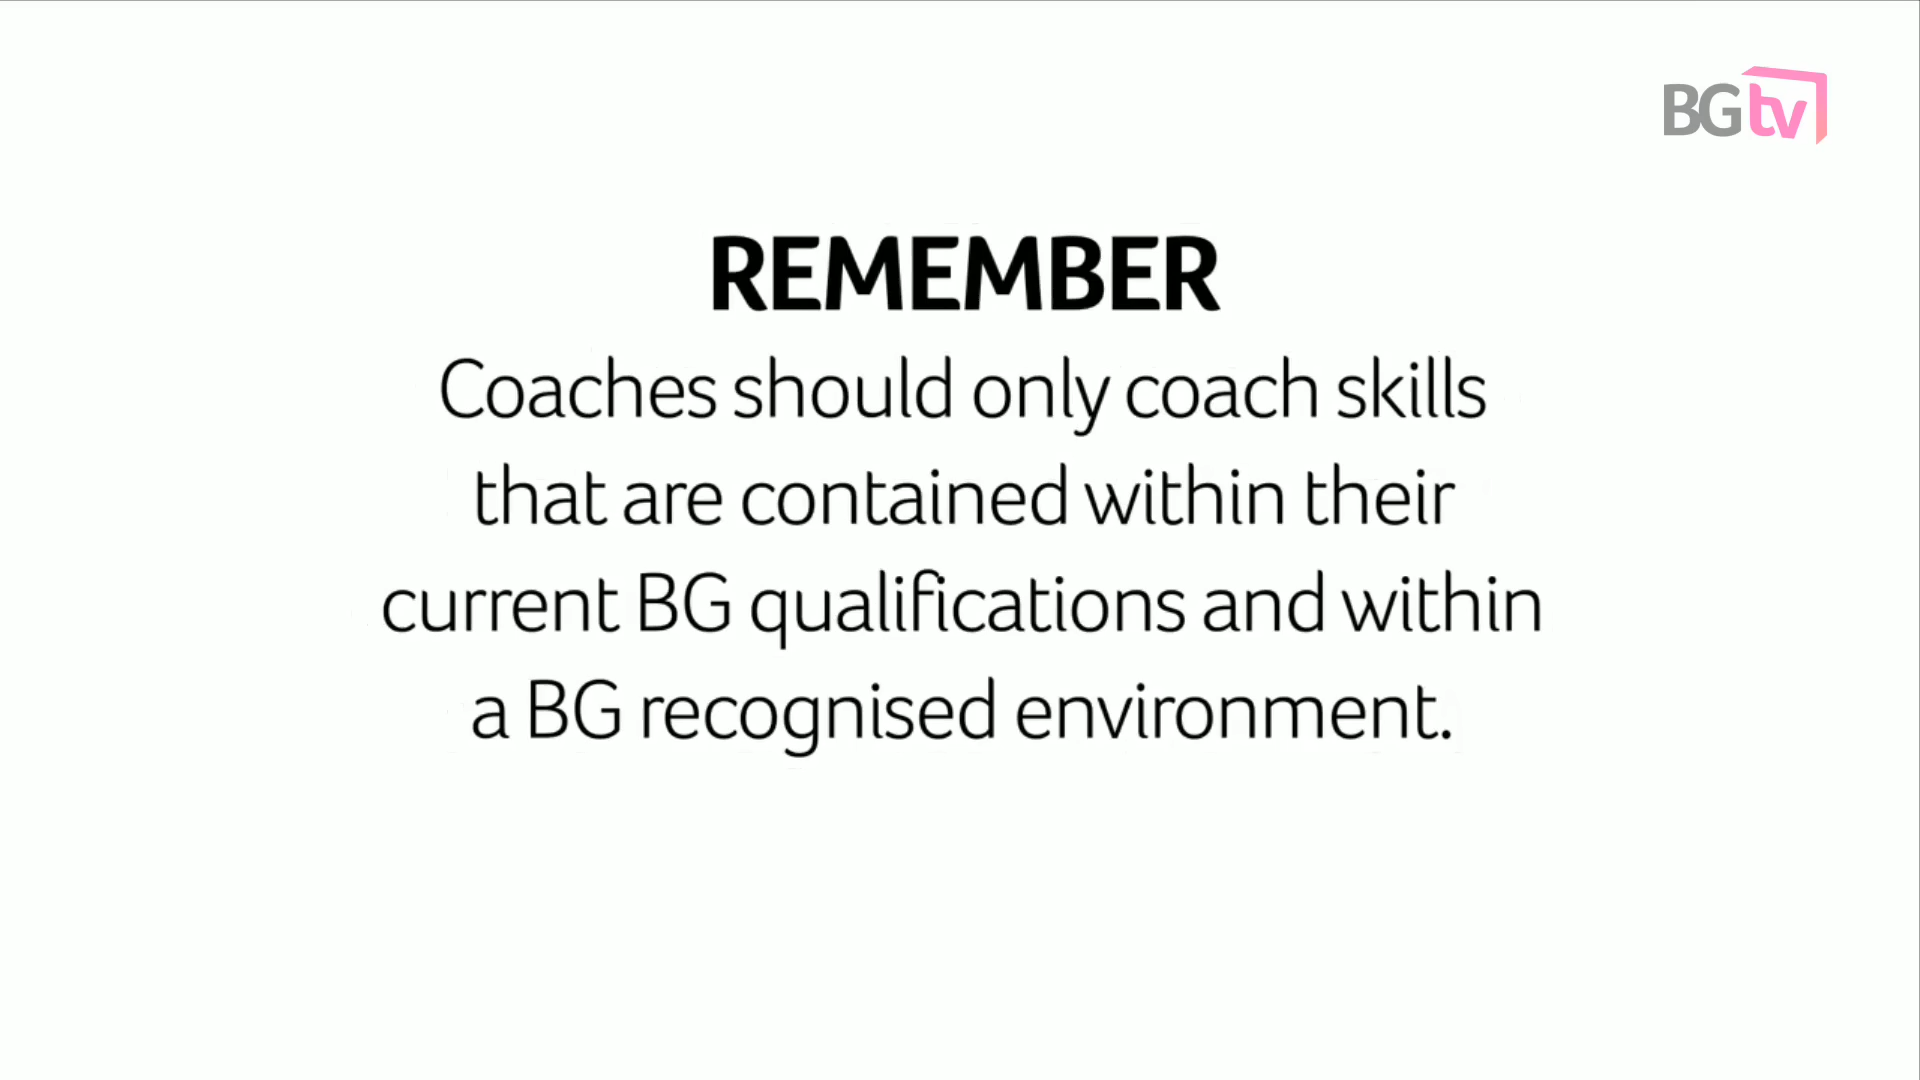 BGtv
REMEMBER
Coaches should only coach skills
that are contained within their
current BG qualifications and within
a BG recognised environment.